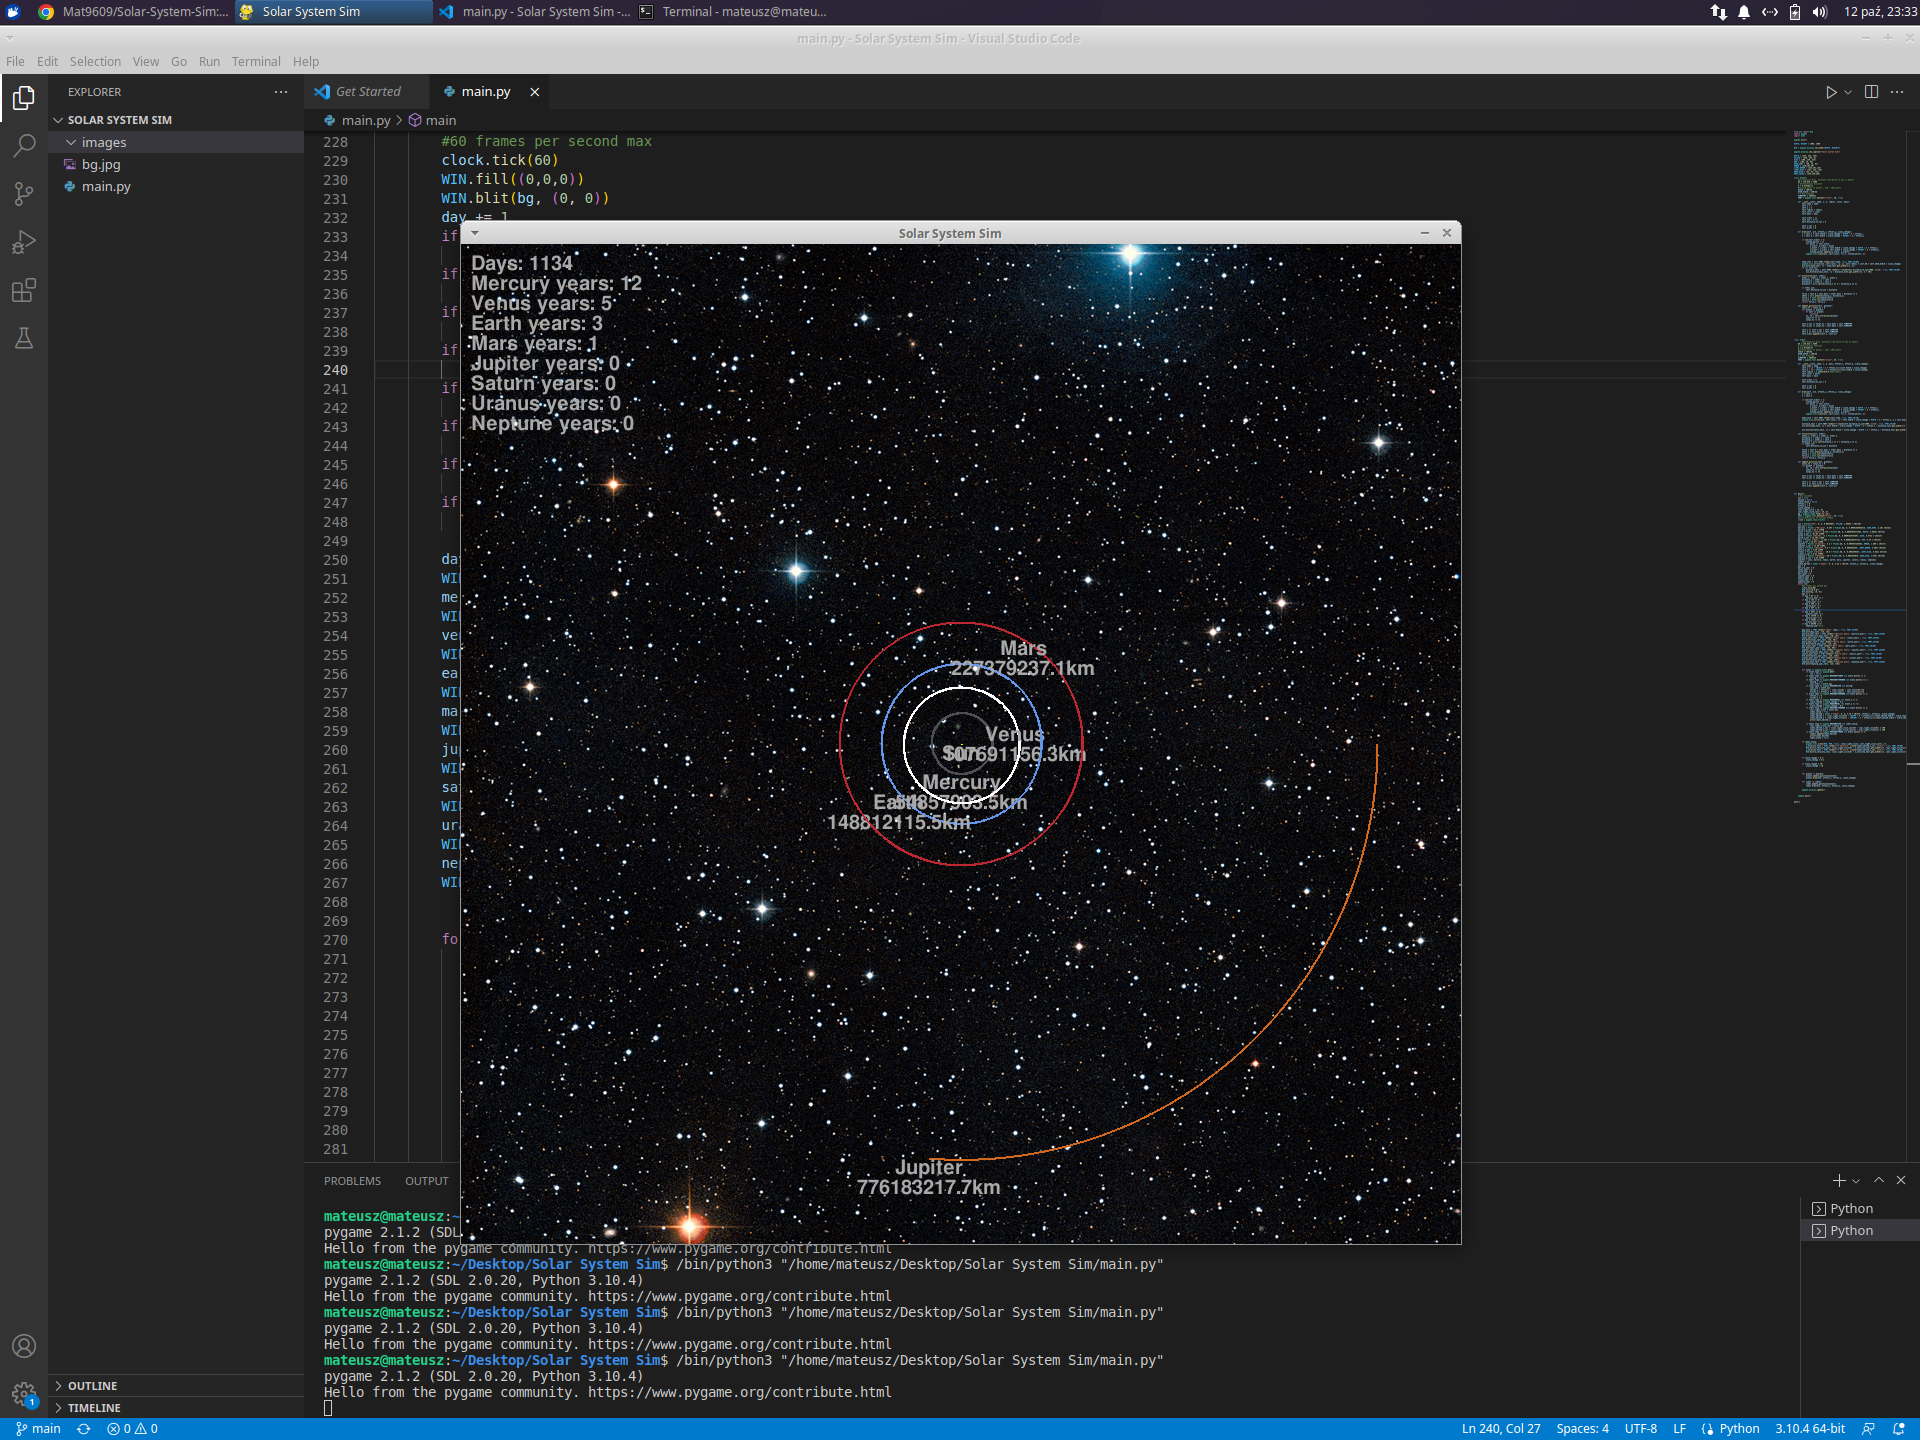 Mat9609/Solar-System-Sim:...
Solar System Sim
main.py - Solar System Sim -...
Terminal - mateusz@mateu...
12 paź, 23:33
main.py - Solar System Sim - Visual Studio Code
File Edit Selection View Go Run Terminal Help
EXPLORER
Get Started
main.py
SOLAR SYSTEM SIM
main.py > main
images
bg.jpg
main.py
228 #60 frames per second max
229 clock.tick(60)
230 WIN.fill((0,0,0))
231 WIN.blit(bg, (0, 0))
232 day += 1
233 if
234
235 if
236
237 if
238
239 if
240
241 if
242
243 if
244
245 if
246
247 if
248
249
250 da
251 WI
252 me
253 WI
254 ve
255 WI
256 ea
257 WI
258 ma
259 WI
260 ju
261 WI
262 sa
263 WI
264 ur
265 WI
266 ne
267 WI
268
269
270 fo
271
272
273
274
275
276
277
278
279
280
281
Solar System Sim
Days: 1134
Mercury years: 12
Venus years: 5
Earth years: 3
Mars years: 1
Jupiter years: 0
Saturn years: 0
Uranus years: 0
Neptune years: 0
Mars
227379237.1km
Venus
Sun
107691156.3km
Mercury
Earth
148812115.5km
Jupiter
776183217.7km
PROBLEMS OUTPUT
mateusz@mateusz:~
pygame 2.1.2 (SDL
Hello from the pygame community. https://www.pygame.org/contribute.html
mateusz@mateusz:~/Desktop/Solar System Sim$ /bin/python3 "/home/mateusz/Desktop/Solar System Sim/main.py"
pygame 2.1.2 (SDL 2.0.20, Python 3.10.4)
Hello from the pygame community. https://www.pygame.org/contribute.html
mateusz@mateusz:~/Desktop/Solar System Sim$ /bin/python3 "/home/mateusz/Desktop/Solar System Sim/main.py"
pygame 2.1.2 (SDL 2.0.20, Python 3.10.4)
Hello from the pygame community. https://www.pygame.org/contribute.html
mateusz@mateusz:~/Desktop/Solar System Sim$ /bin/python3 "/home/mateusz/Desktop/Solar System Sim/main.py"
pygame 2.1.2 (SDL 2.0.20, Python 3.10.4)
Hello from the pygame community. https://www.pygame.org/contribute.html
Python
Python
OUTLINE
TIMELINE
1
main
0 0
Ln 240, Col 27 Spaces: 4 UTF-8 LF Python 3.10.4 64-bit